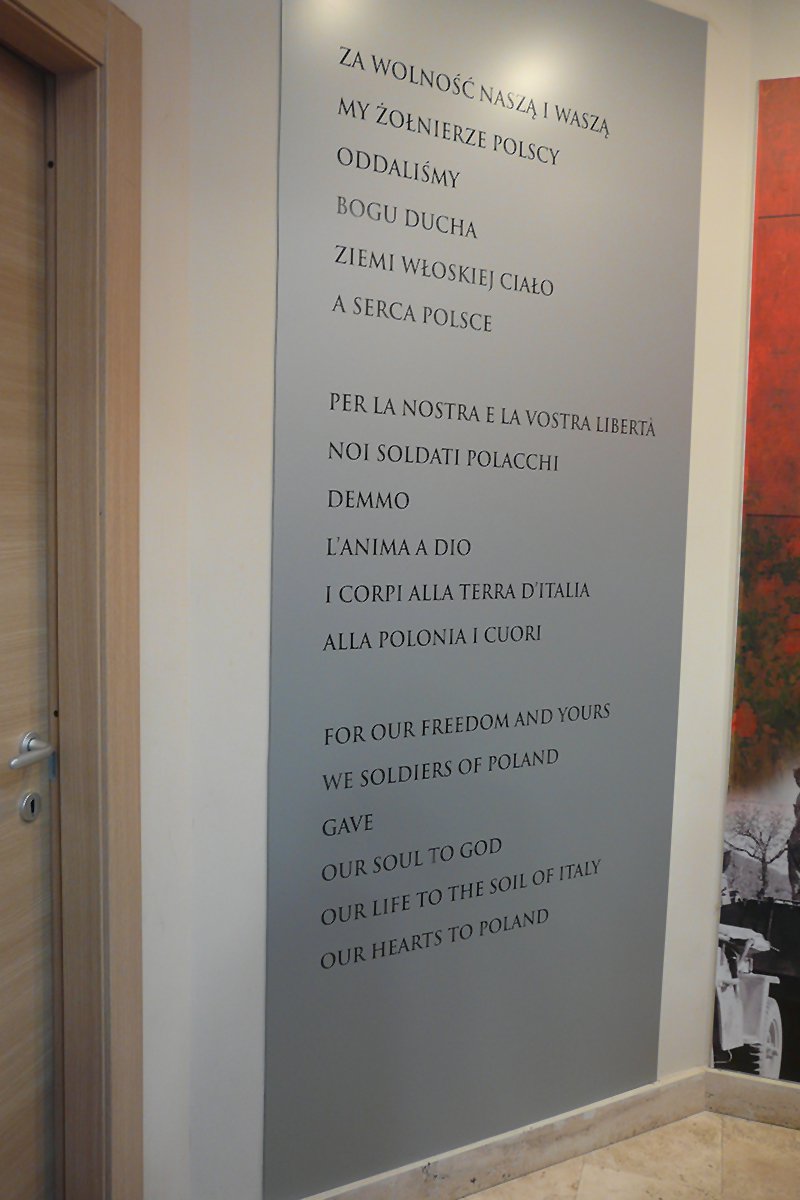 ZA WOLNOŚĆ NASZĄ I WASZĄ
MY ŻOŁNIERZE POLSCY
ODDALIŚMY
BOGU DUCHA
ZIEMI WŁOSKIEJ CIAŁO
A SERCA POLSCE
PER LA NOSTRA E LA VOSTRA LIBERTÀ
NOI SOLDATI POLACCHI
DEMMO
L'ANIMA A DIO
I CORPI ALLA TERRA D'ITALIA
ALLA POLONIA I CUORI
FOR OUR FREEDOM AND YOURS
WE SOLDIERS OF POLAND
GAVE
OUR SOUL TO GOD
OUR LIFE TO THE SOIL OF ITALY
OUR HEARTS TO POLAND